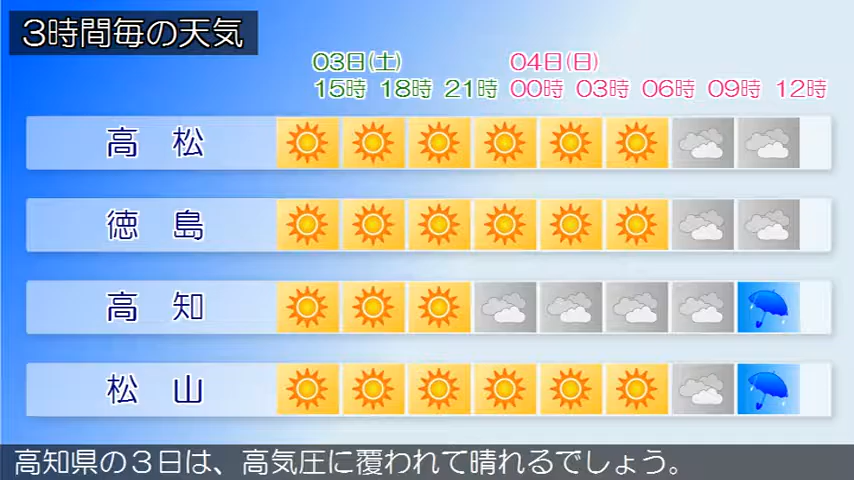 3時間毎の天気
03日(土) 04日(日)
15時 18時 21時 00時 03時 06時 09時 12時
高松
徳島
高知
松山
高知県の３日は、高気圧に覆われて晴れるでしょう。